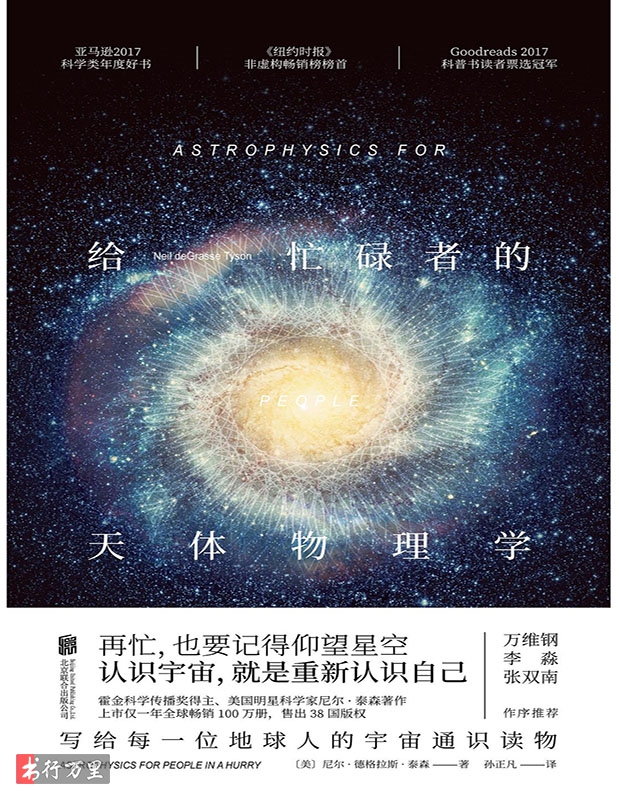 亚马逊2017
科学类年度好书
《纽约时报》
非虚构畅销榜榜首
Goodreads 2017
科普书读者票选冠军
ASTROPHYSICS FOR
给 忙碌者的
Neil deGrasse Tyson
PEOPLE
天体物理学
北京联合出版公司
Beijing United Publishing Co.,Ltd.
再忙，也要记得仰望星空
认识宇宙，就是重新认识自己
霍金科学传播奖得主、美国明星科学家尼尔·泰森著作
上市仅一年全球畅销 100 万册，售出 38 国版权
万维钢
李 淼
张双南
作序推荐
写给每一位地球人的宇宙通识读物
ASTROPHYSICS FOR PEOPLE IN A HURRY
［美］尼尔·德格拉斯·泰森 —— 著 孙正凡 — 译
书行万里